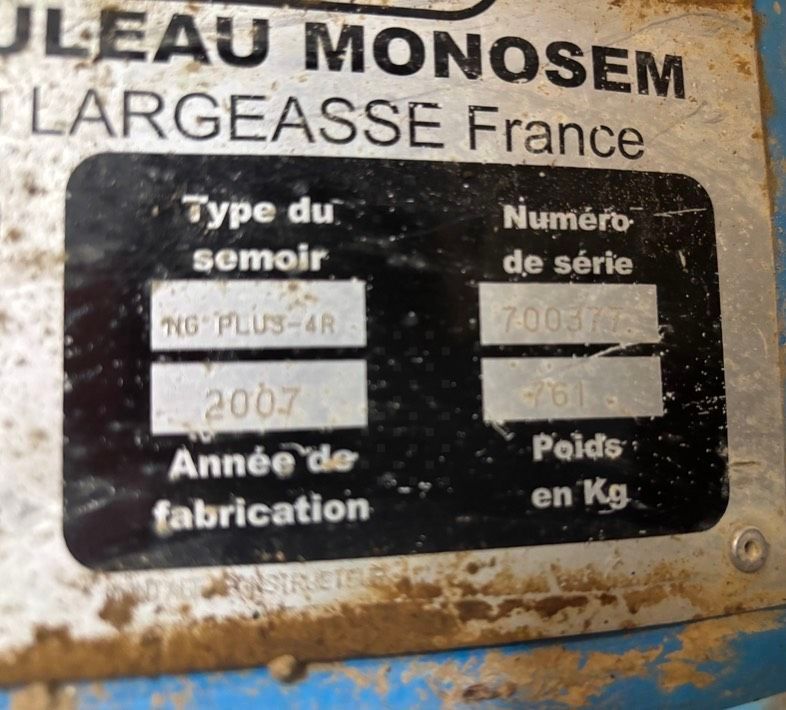 ULEAU MONOSEM
LARGEASSE France
Type du
semoir
NG PLUS-4R
2007
Année de
fabrication
Numéro
de série
700377
761
Poids
en Kg